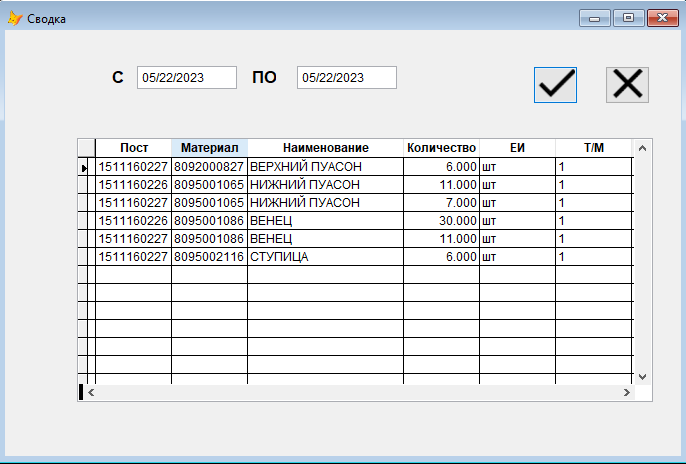 Сводка
С 05/22/2023 ПО 05/22/2023
Пост Материал Наименование Количество ЕИ Т/М
1511160227 8092000827 ВЕРХНИЙ ПУАСОН 6.000 шт 1
1511160226 8095001065 НИЖНИЙ ПУАСОН 11.000 шт 1
1511160227 8095001065 НИЖНИЙ ПУАСОН 7.000 шт 1
1511160226 8095001086 ВЕНЕЦ 30.000 шт 1
1511160227 8095001086 ВЕНЕЦ 11.000 шт 1
1511160227 8095002116 СТУПИЦА 6.000 шт 1